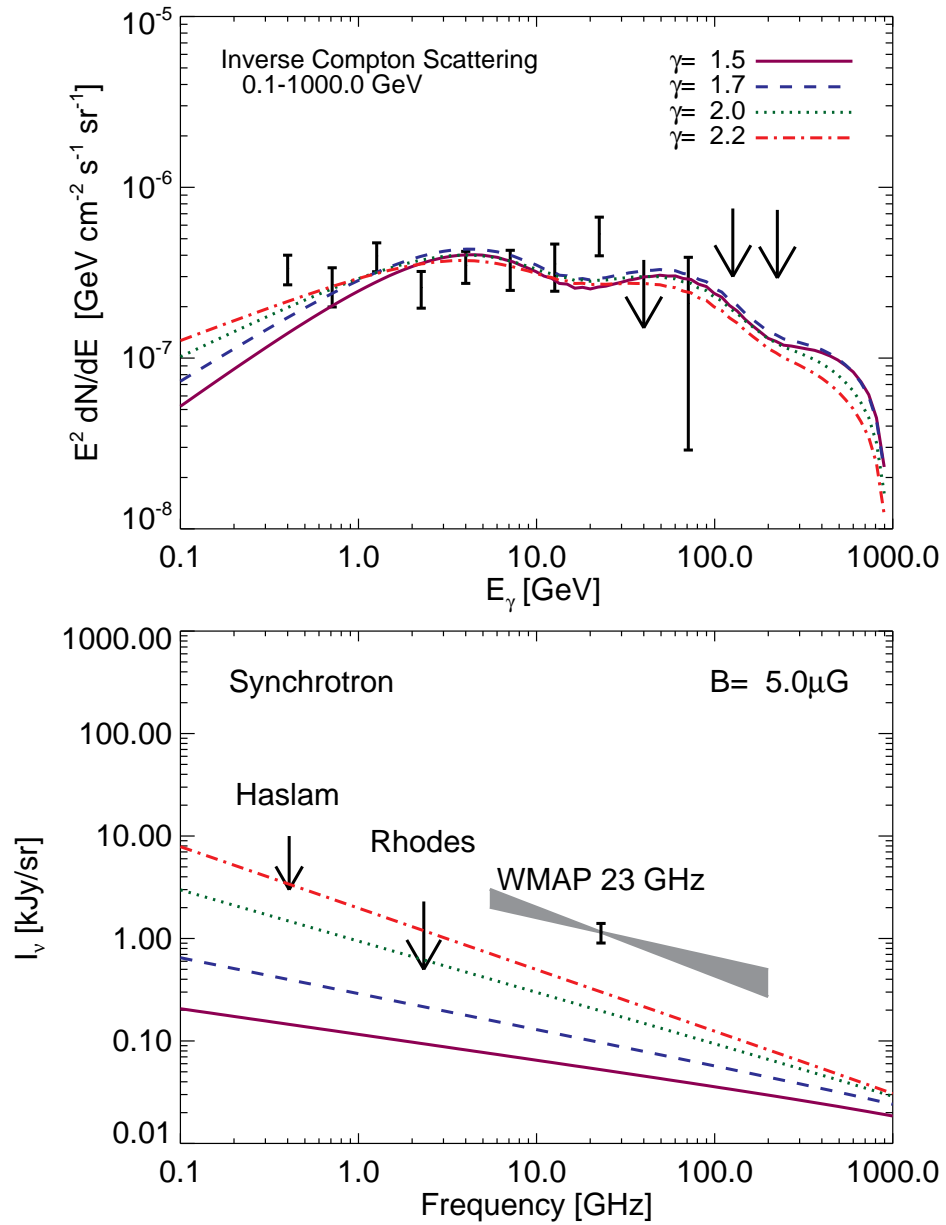 10⁻⁵
Inverse Compton Scattering
0.1-1000.0 GeV
γ= 1.5
γ= 1.7
γ= 2.0
γ= 2.2
10⁻⁶
10⁻⁷
10⁻⁸
E² dN/dE [GeV cm⁻² s⁻¹ sr⁻¹]
0.1 1.0 10.0 100.0 1000.0
E_γ [GeV]
1000.00
Synchrotron
B= 5.0μG
100.00
Haslam
10.00
Rhodes
WMAP 23 GHz
1.00
0.10
0.01
I_ν [kJy/sr]
0.1 1.0 10.0 100.0 1000.0
Frequency [GHz]